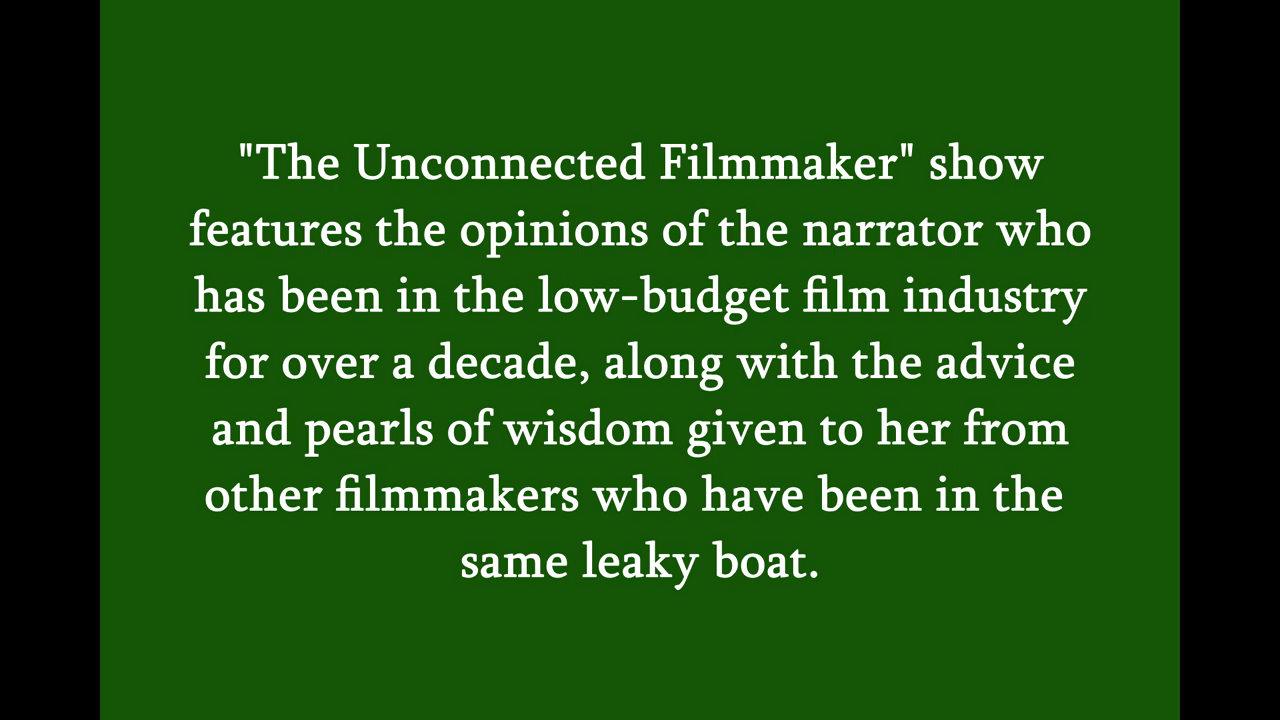 "The Unconnected Filmmaker" show
features the opinions of the narrator who
has been in the low-budget film industry
for over a decade, along with the advice
and pearls of wisdom given to her from
other filmmakers who have been in the
same leaky boat.